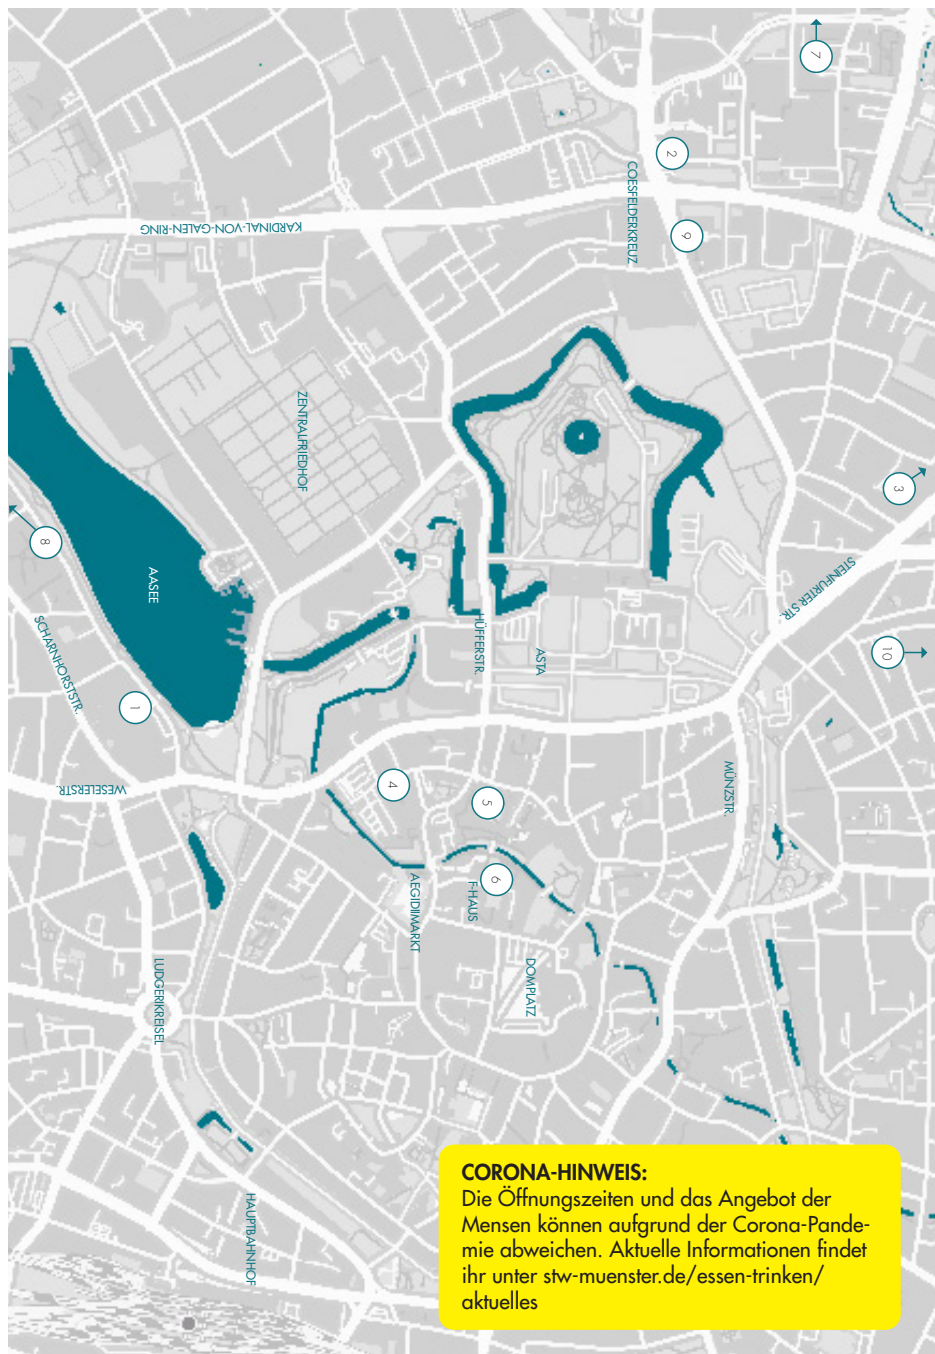 7
2
COESFELDERKREUZ
KARDINAL-VON-GALEN-RING
9
ZENTRALFRIEDHOF
3
8
AASEE
STEINFURTER STR.
SCHARNHORSTSTR.
HÜFFERSTR.
ASTA
10
1
WESELERSTR.
4
5
MÜNZSTR.
6
F-HAUS
AEGIDIIMARKT
DOMPLATZ
LUDGERIKREISEL
HAUPTBAHNHOF
CORONA-HINWEIS:
Die Öffnungszeiten und das Angebot der
Mensen können aufgrund der Corona-Pande-
mie abweichen. Aktuelle Informationen findet
ihr unter stw-muenster.de/essen-trinken/
aktuelles